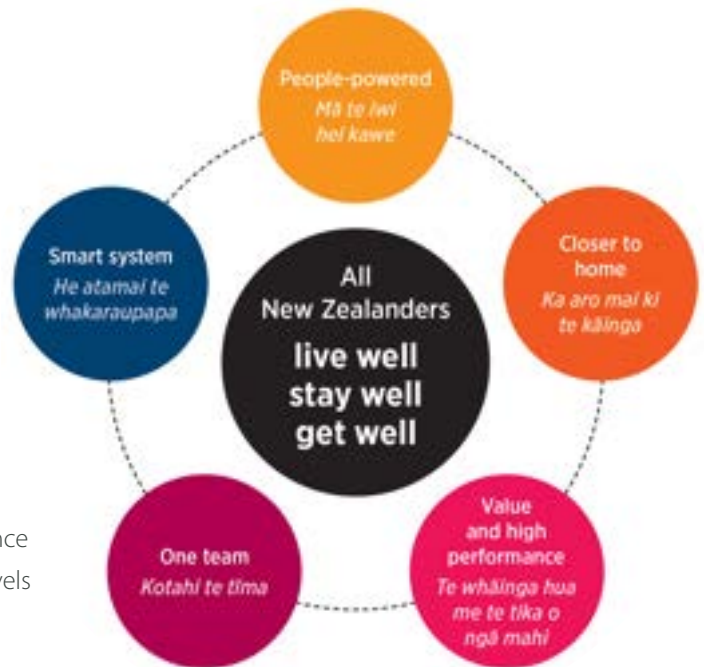 People-powered
Mā te iwi
hei kawe
Smart system
He atamai te
whakaraupapa
Closer to
home
Ka aro mai ki
te kāinga
All
New Zealanders
live well
stay well
get well
One team
Kotahi te tīma
Value
and high
performance
Te whāinga hua
me te tika o
ngā mahi
nce
vels